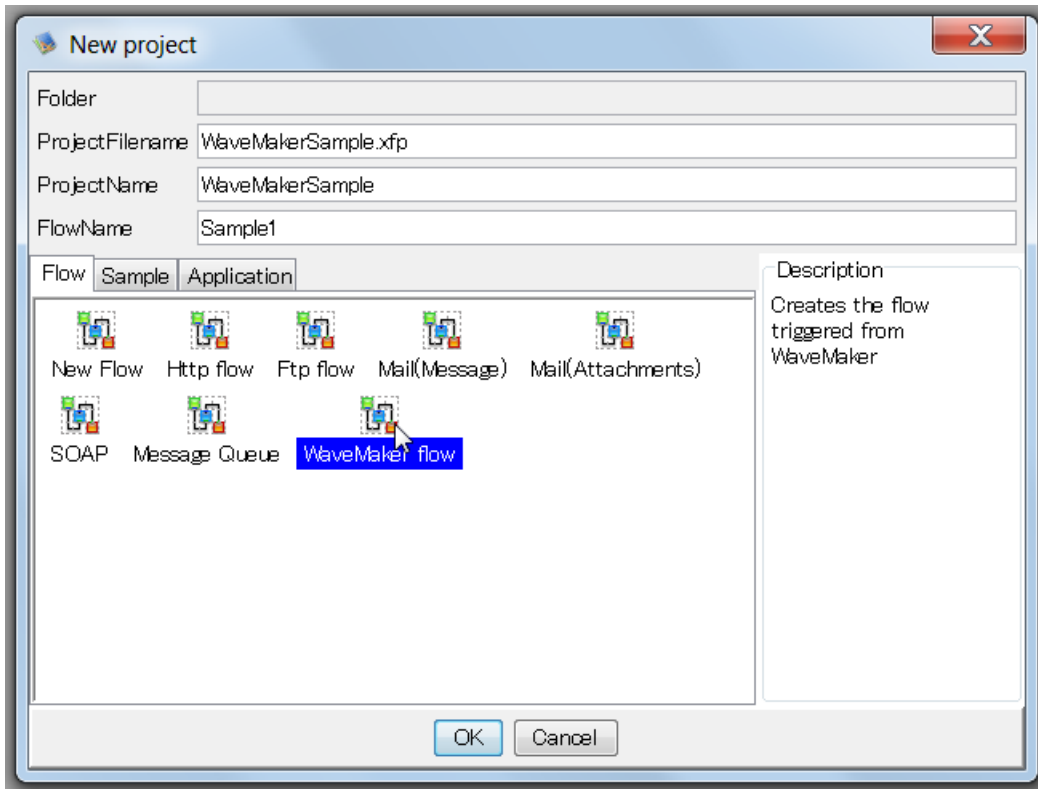 New project
Folder
ProjectFilename WaveMakerSample.xfp
ProjectName WaveMakerSample
FlowName Sample1
Flow Sample Application
New Flow Http flow Ftp flow Mail(Message) Mail(Attachments)
SOAP Message Queue WaveMaker flow
Description
Creates the flow
triggered from
WaveMaker
OK Cancel